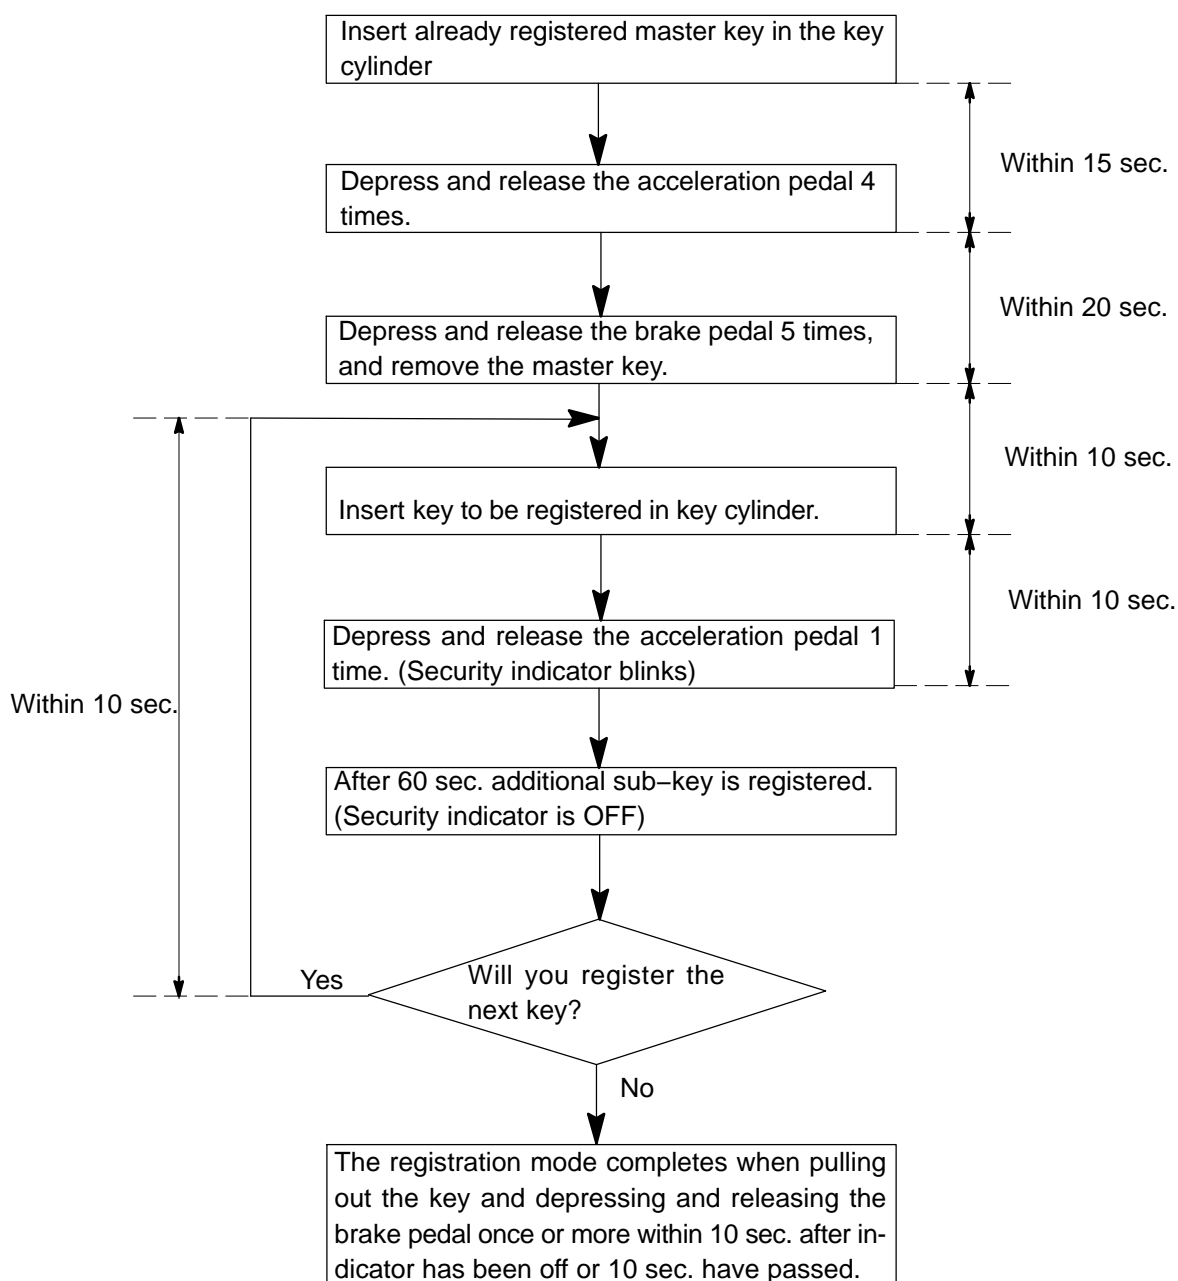 Insert already registered master key in the key
cylinder
Within 15 sec.
Depress and release the acceleration pedal 4
times.
Within 20 sec.
Depress and release the brake pedal 5 times,
and remove the master key.
Within 10 sec.
Insert key to be registered in key cylinder.
Within 10 sec.
Depress and release the acceleration pedal 1
time. (Security indicator blinks)
Within 10 sec.
After 60 sec. additional sub−key is registered.
(Security indicator is OFF)
Yes
Will you register the
next key?
No
The registration mode completes when pulling
out the key and depressing and releasing the
brake pedal once or more within 10 sec. after in-
dicator has been off or 10 sec. have passed.